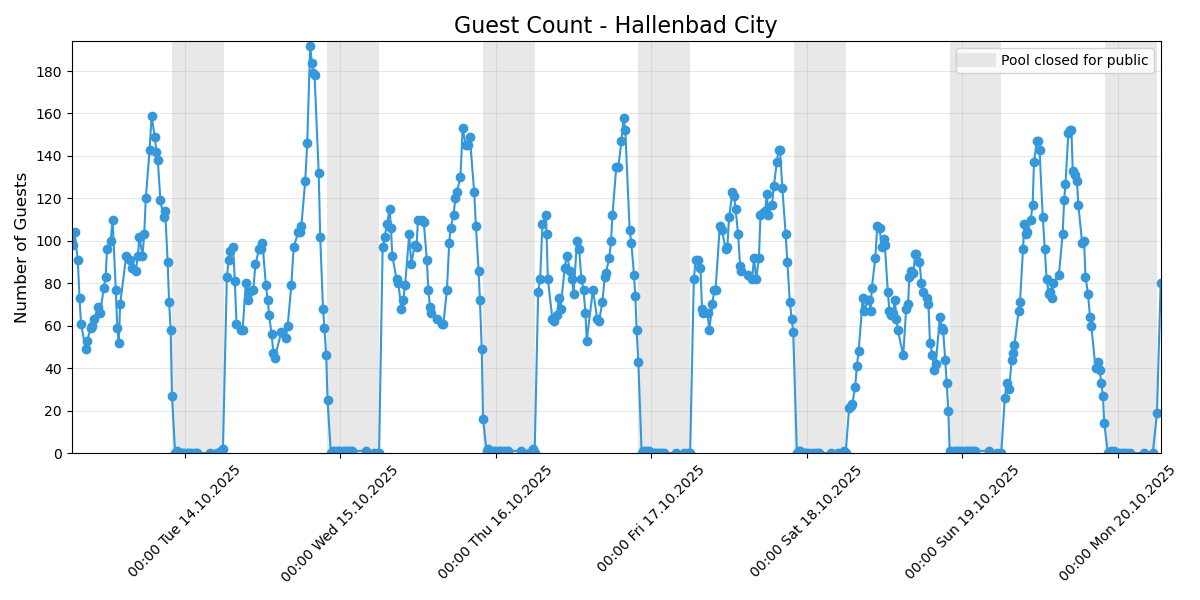 Guest Count - Hallenbad City
Pool closed for public
Number of Guests
180
160
140
120
100
80
60
40
20
0
00:00 Tue 14.10.2025
00:00 Wed 15.10.2025
00:00 Thu 16.10.2025
00:00 Fri 17.10.2025
00:00 Sat 18.10.2025
00:00 Sun 19.10.2025
00:00 Mon 20.10.2025